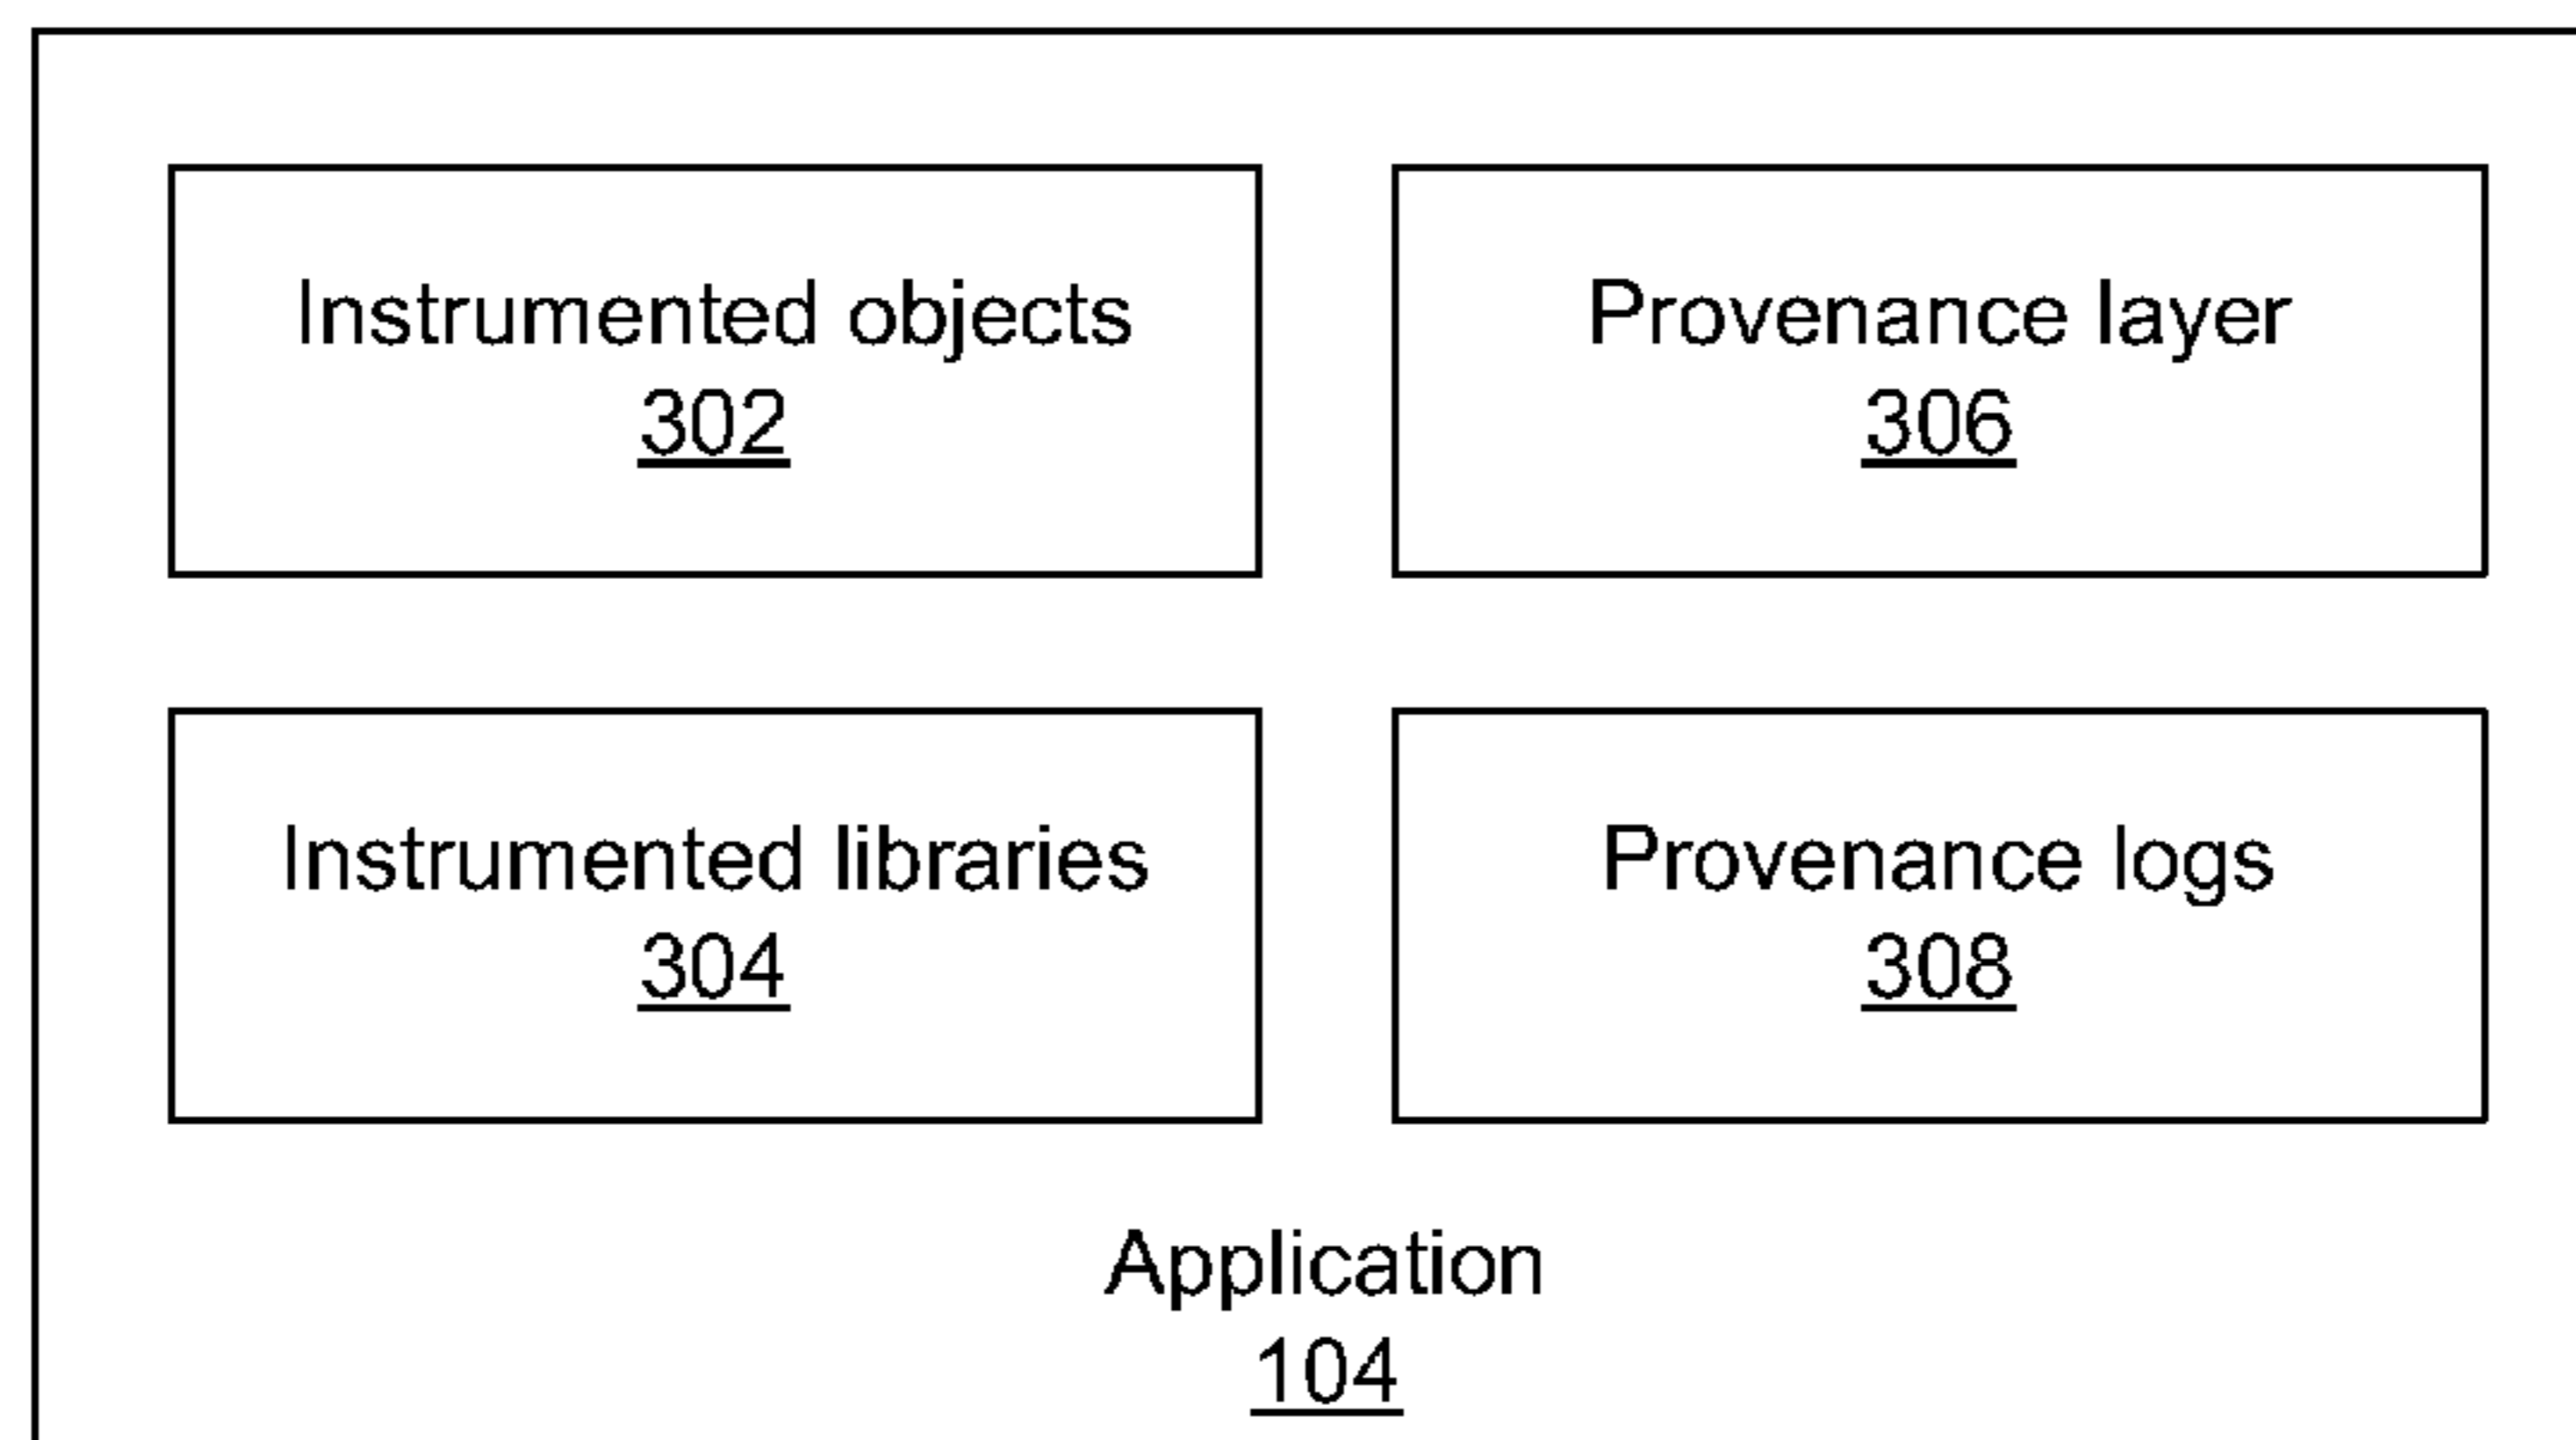 Instrumented objects
302
Provenance layer
306
Instrumented libraries
304
Provenance logs
308
Application
104